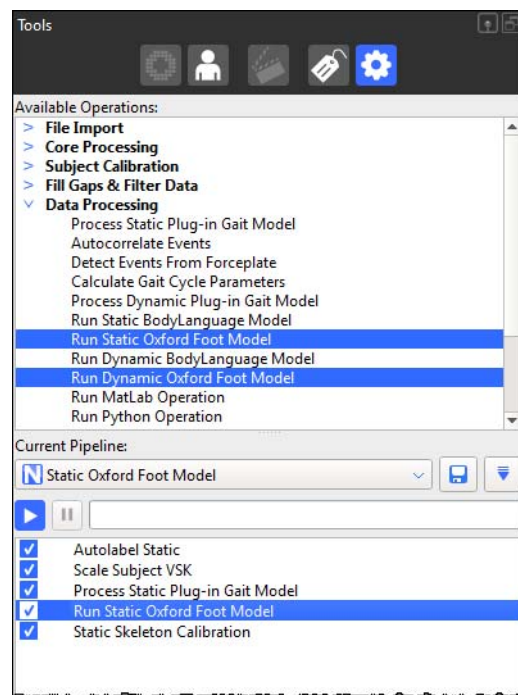 Tools
Available Operations:
> File Import
> Core Processing
> Subject Calibration
> Fill Gaps & Filter Data
˅ Data Processing
Process Static Plug-in Gait Model
Autocorrelate Events
Detect Events From Forceplate
Calculate Gait Cycle Parameters
Process Dynamic Plug-in Gait Model
Run Static BodyLanguage Model
Run Static Oxford Foot Model
Run Dynamic BodyLanguage Model
Run Dynamic Oxford Foot Model
Run MatLab Operation
Run Python Operation
Current Pipeline:
N Static Oxford Foot Model
Autolabel Static
Scale Subject VSK
Process Static Plug-in Gait Model
Run Static Oxford Foot Model
Static Skeleton Calibration